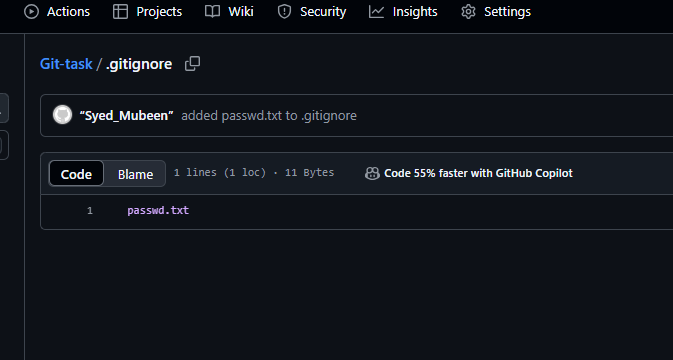 Actions Projects Wiki Security Insights Settings
Git-task / .gitignore
“Syed_Mubeen” added passwd.txt to .gitignore
Code Blame 1 lines (1 loc) · 11 Bytes Code 55% faster with GitHub Copilot
1 passwd.txt